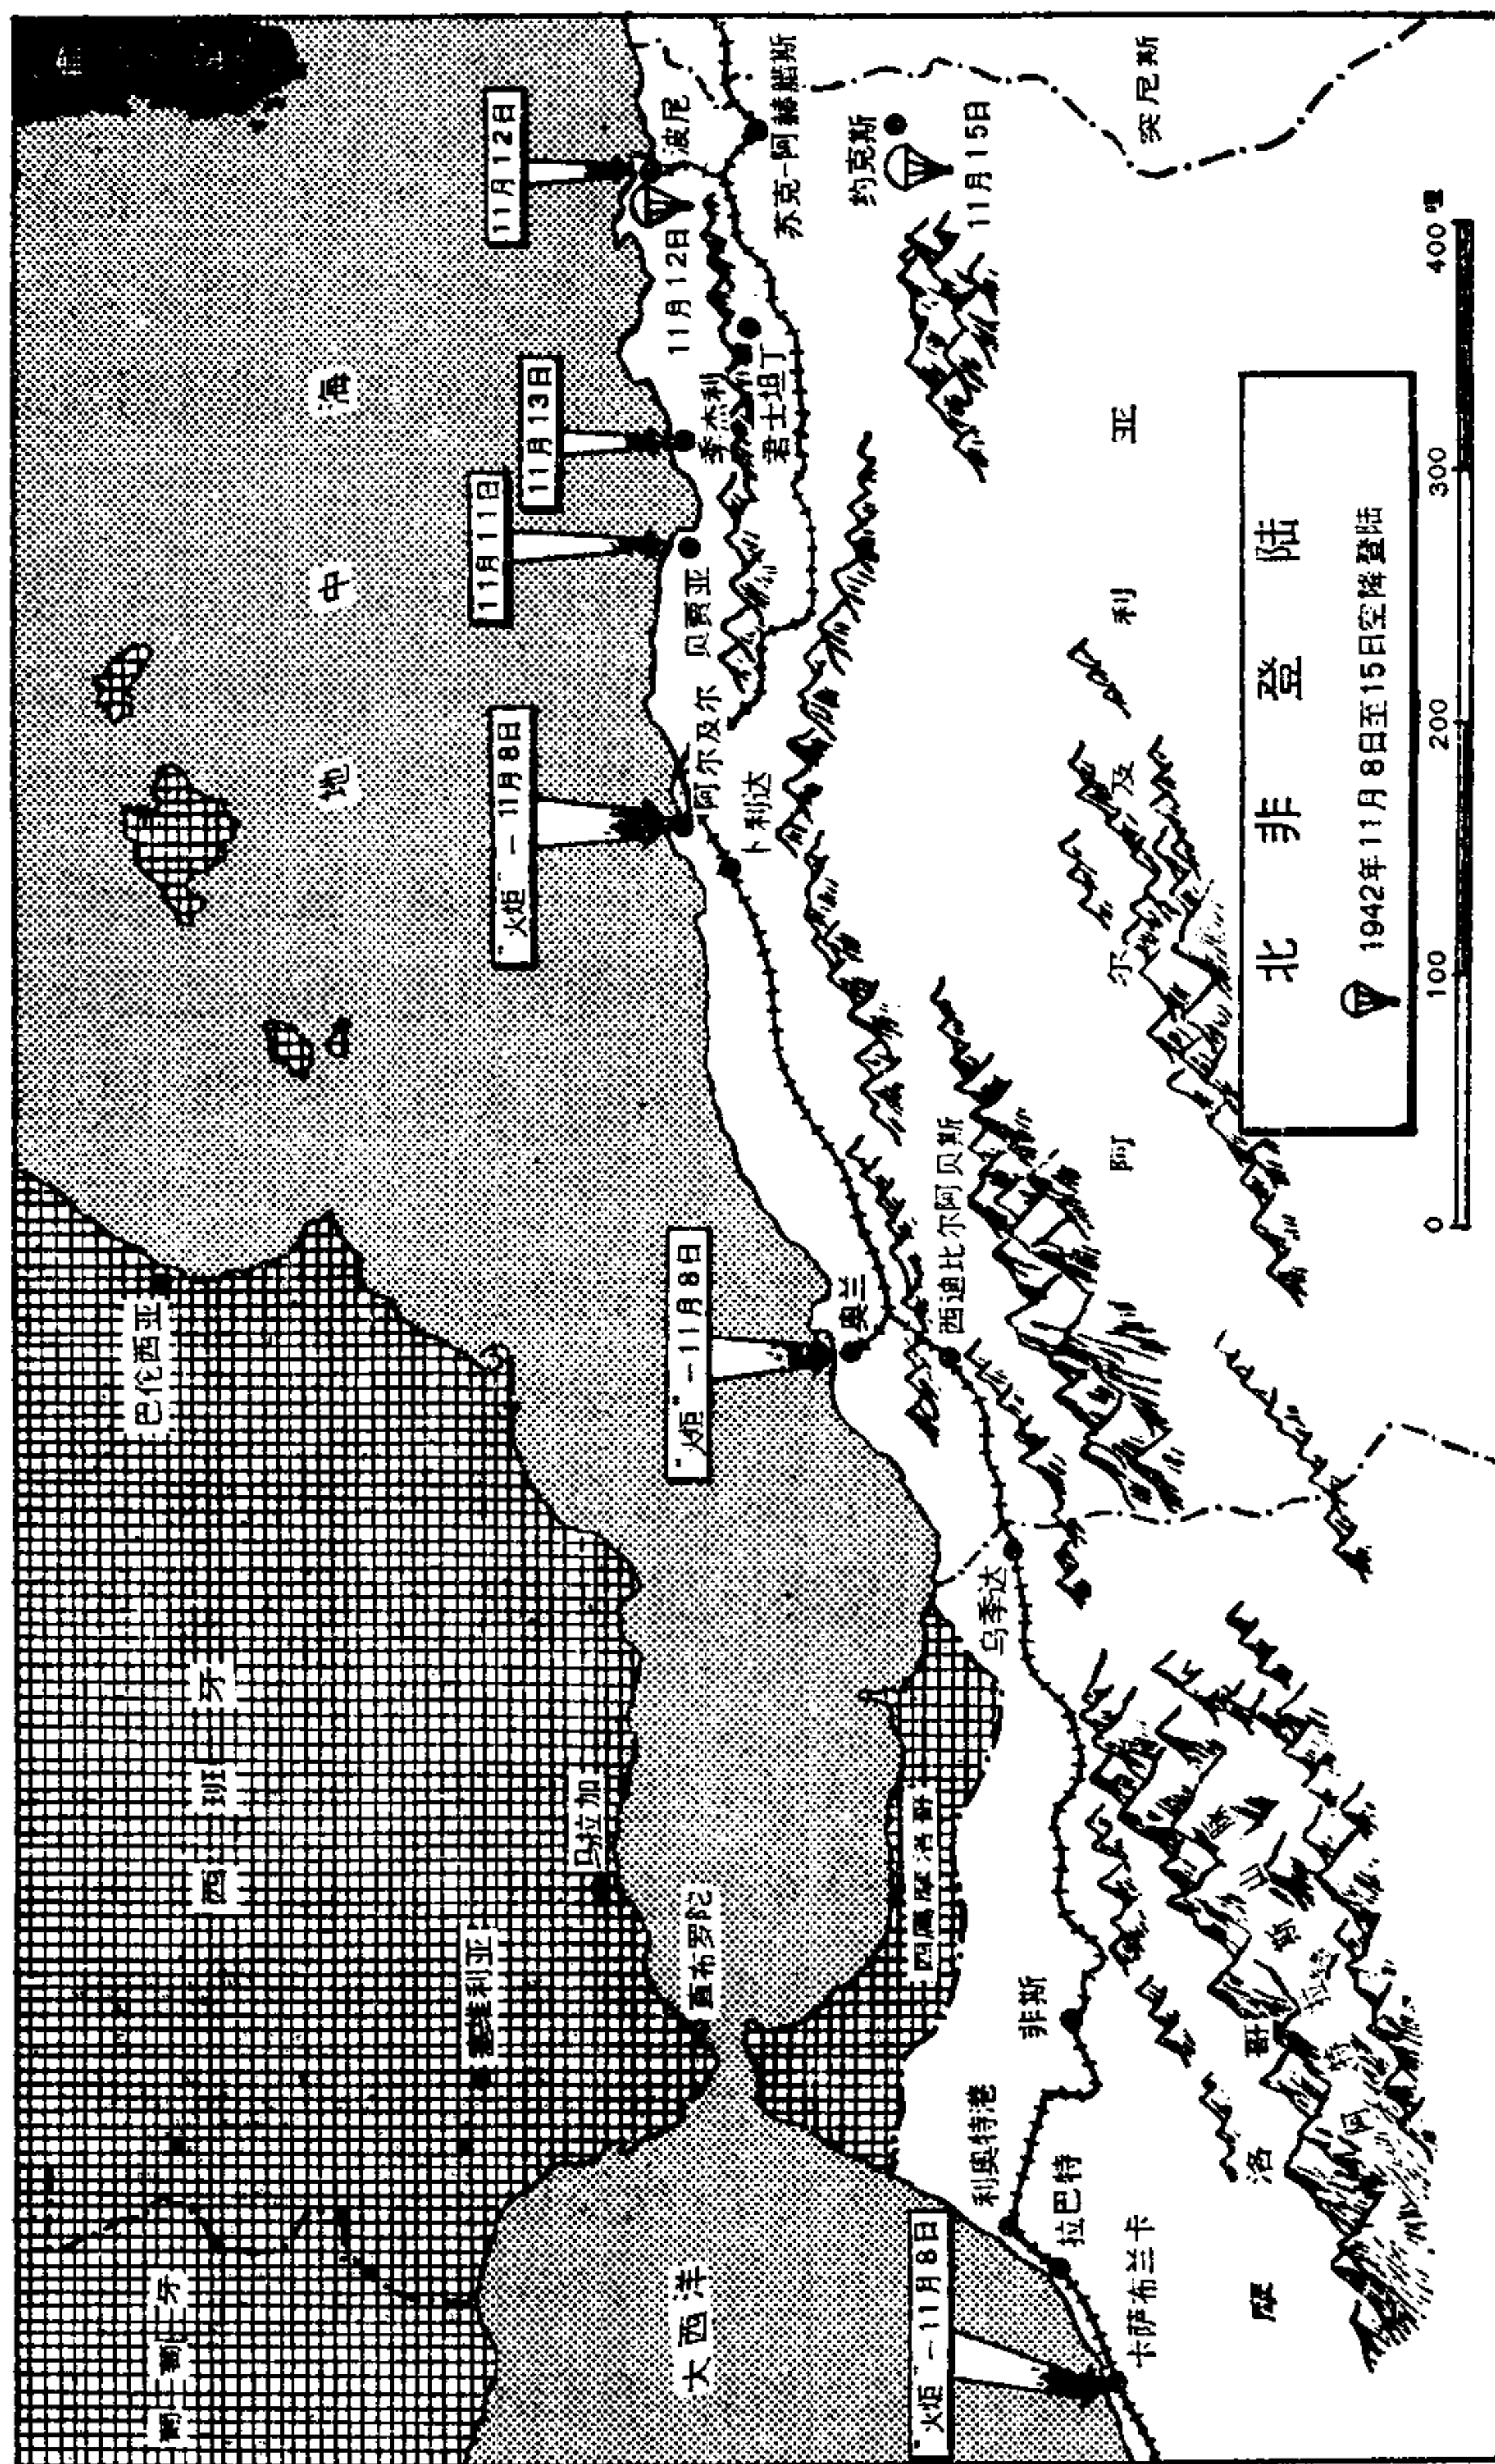 北非登陆
1942年11月8日至15日空降登陆
0 100 200 300 400 哩
地中海
大西洋
西班牙
巴伦西亚
塞维利亚
马拉加
直布罗陀
西属摩洛哥
摩洛哥
阿尔及利亚
突尼斯
"火炬"—11月8日
卡萨布兰卡
拉巴特
利奥特港
非斯
乌季达
"火炬"—11月8日
奥兰
西迪比尔阿贝斯
"火炬"—11月8日
阿尔及尔
卜利达
11月11日
贝贾亚
11月13日
季杰利
君士坦丁
11月12日
波尼
11月12日
苏克-阿赫腊斯
约克斯
11月15日